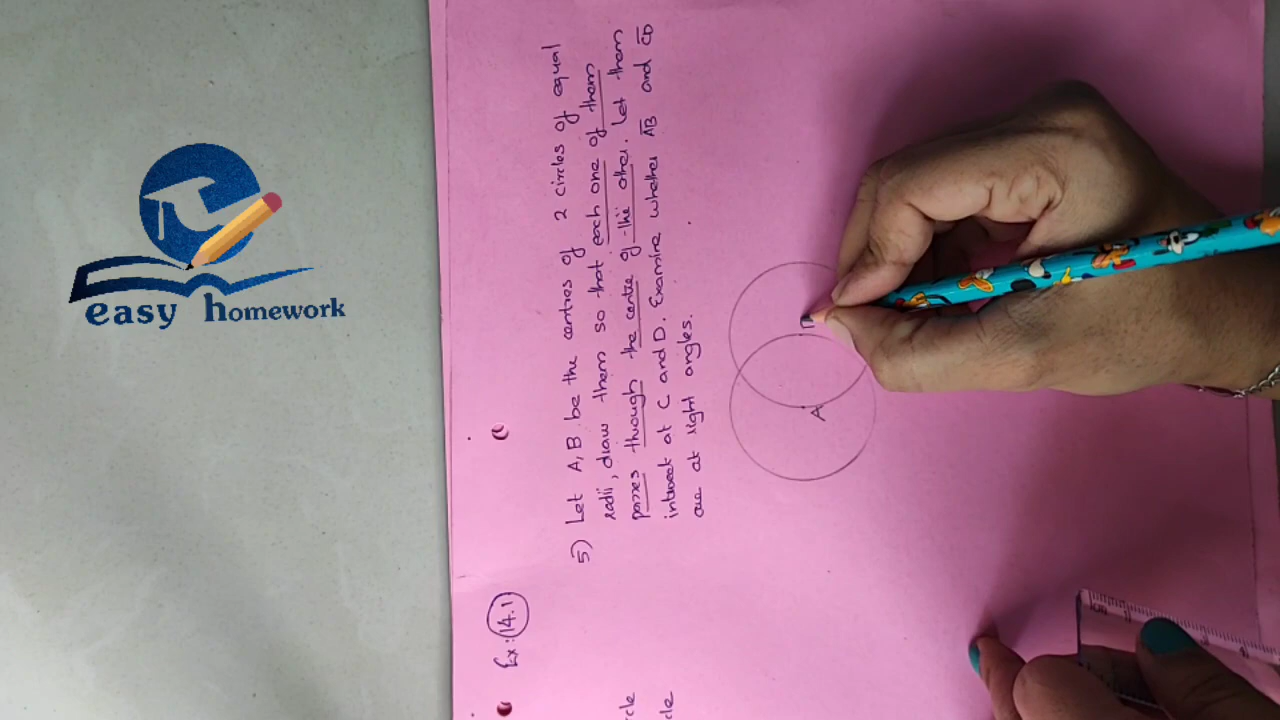 easy homework
Ex: 14.1
5) Let A, B be the centres of 2 circles of equal
radii, draw them so that each one of them
passes through the centre of the other. Let them
intersect at C and D. Examine whether AB and CD
are at right angles.
A
cle